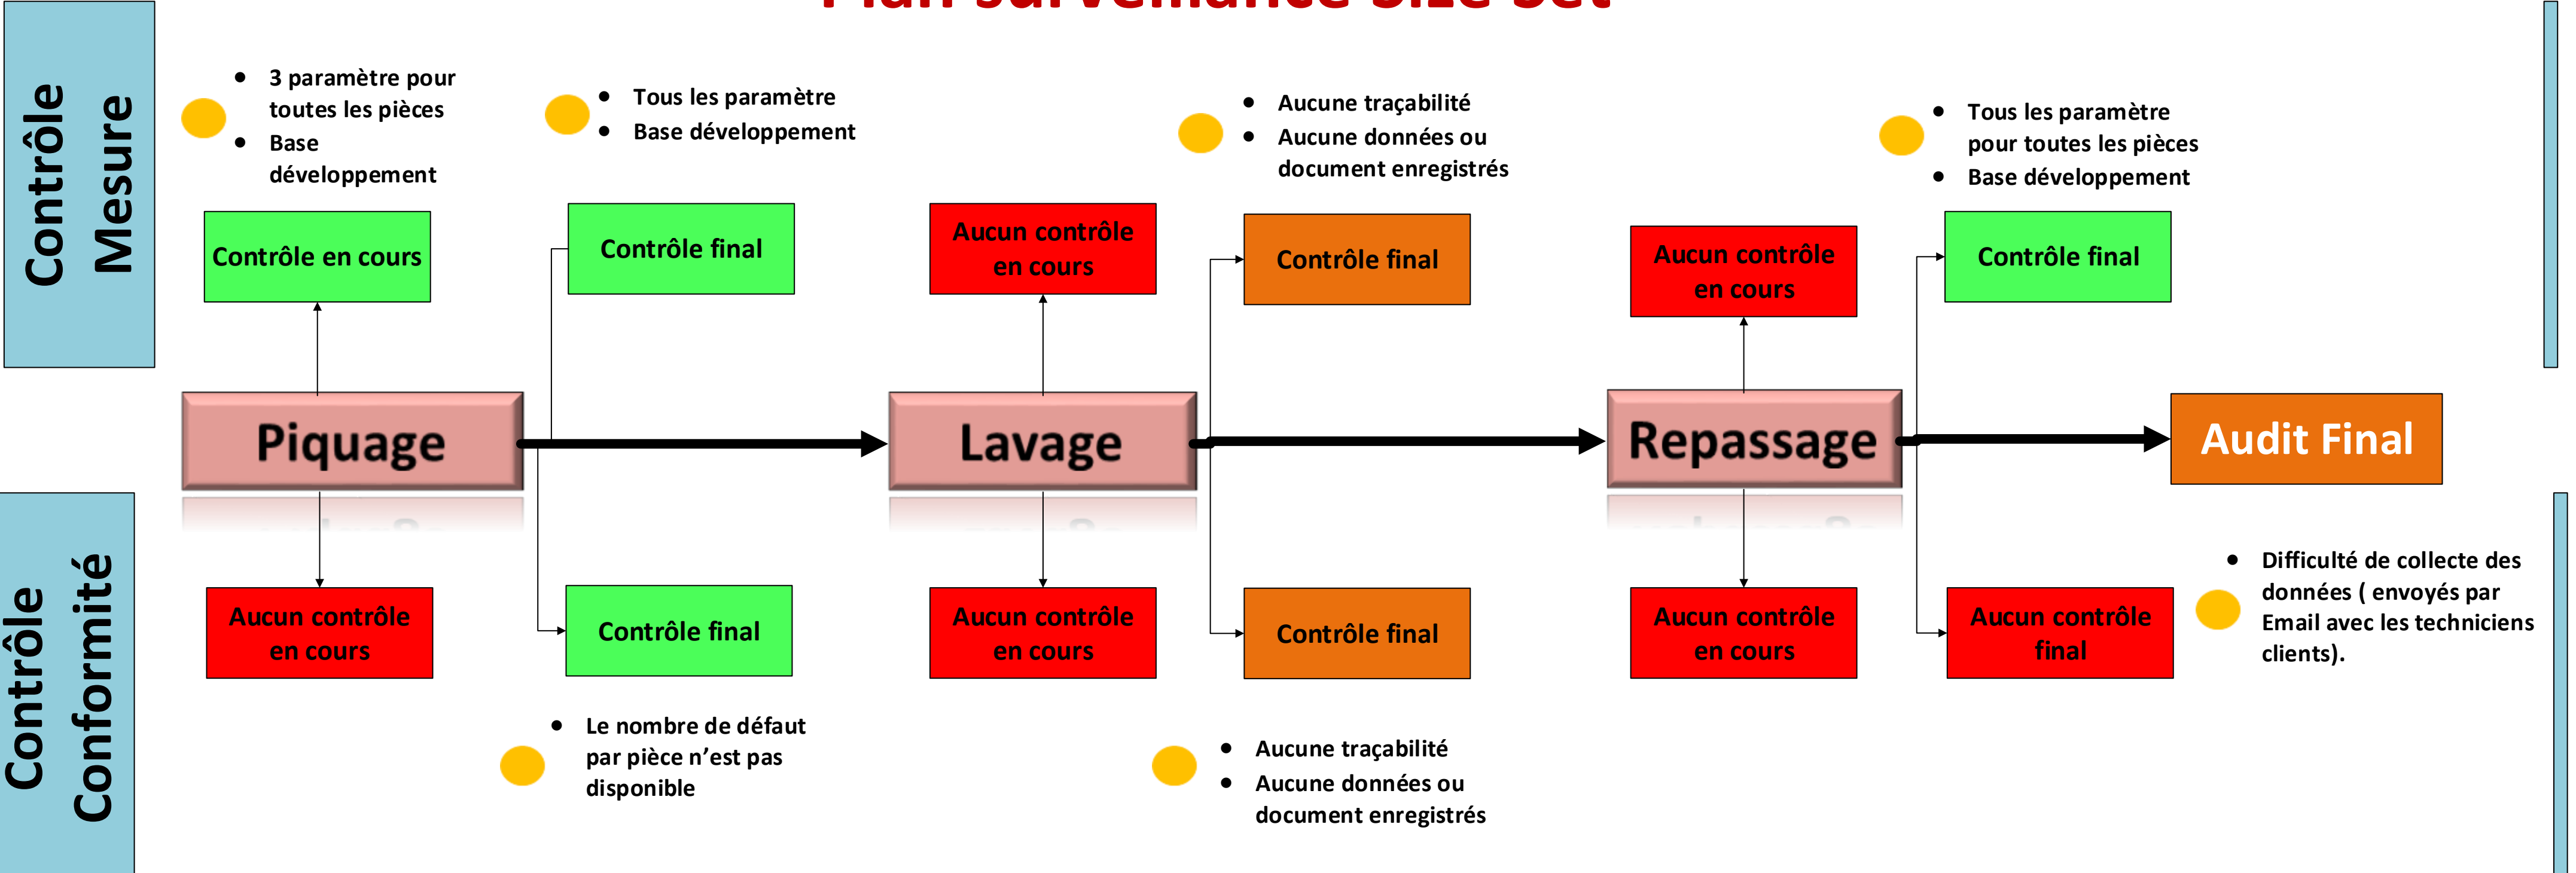 Plan surveillance Size Set
Contrôle
Mesure
• 3 paramètre pour
toutes les pièces
• Base
développement
• Tous les paramètre
• Base développement
• Aucune traçabilité
• Aucune données ou
document enregistrés
• Tous les paramètre
pour toutes les pièces
• Base développement
Contrôle en cours
Contrôle final
Aucun contrôle
en cours
Contrôle final
Aucun contrôle
en cours
Contrôle final
Piquage
Lavage
Repassage
Audit Final
Contrôle
Conformité
Aucun contrôle
en cours
Contrôle final
Aucun contrôle
en cours
Contrôle final
Aucun contrôle
en cours
Aucun contrôle
final
• Difficulté de collecte des
données ( envoyés par
Email avec les techniciens
clients).
• Le nombre de défaut
par pièce n’est pas
disponible
• Aucune traçabilité
• Aucune données ou
document enregistrés